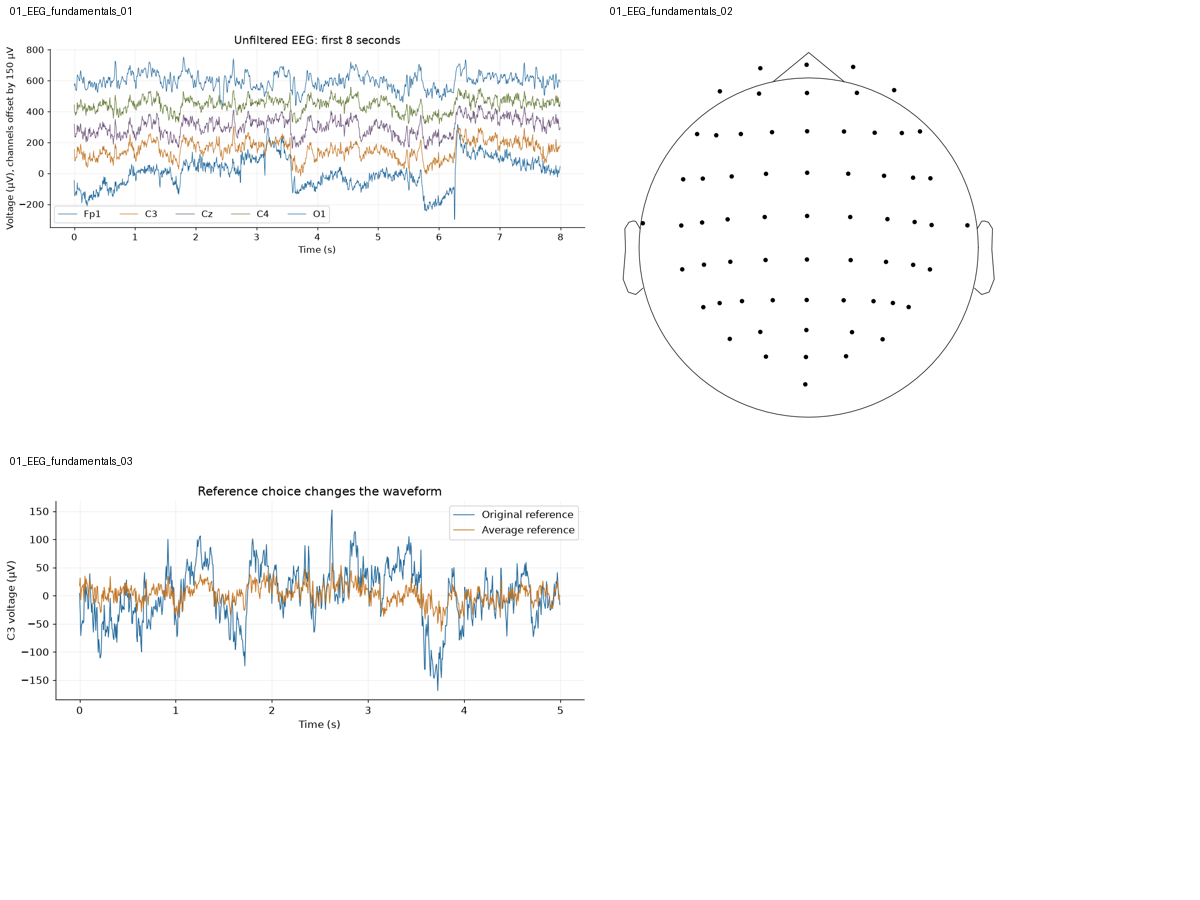 01_EEG_fundamentals_01
Unfiltered EEG: first 8 seconds
Voltage (µV), channels offset by 150 µV
800
600
400
200
0
−200
Fp1
C3
Cz
C4
O1
0
1
2
3
4
5
6
7
8
Time (s)
01_EEG_fundamentals_02
01_EEG_fundamentals_03
Reference choice changes the waveform
C3 voltage (µV)
150
100
50
0
−50
−100
−150
Original reference
Average reference
0
1
2
3
4
5
Time (s)